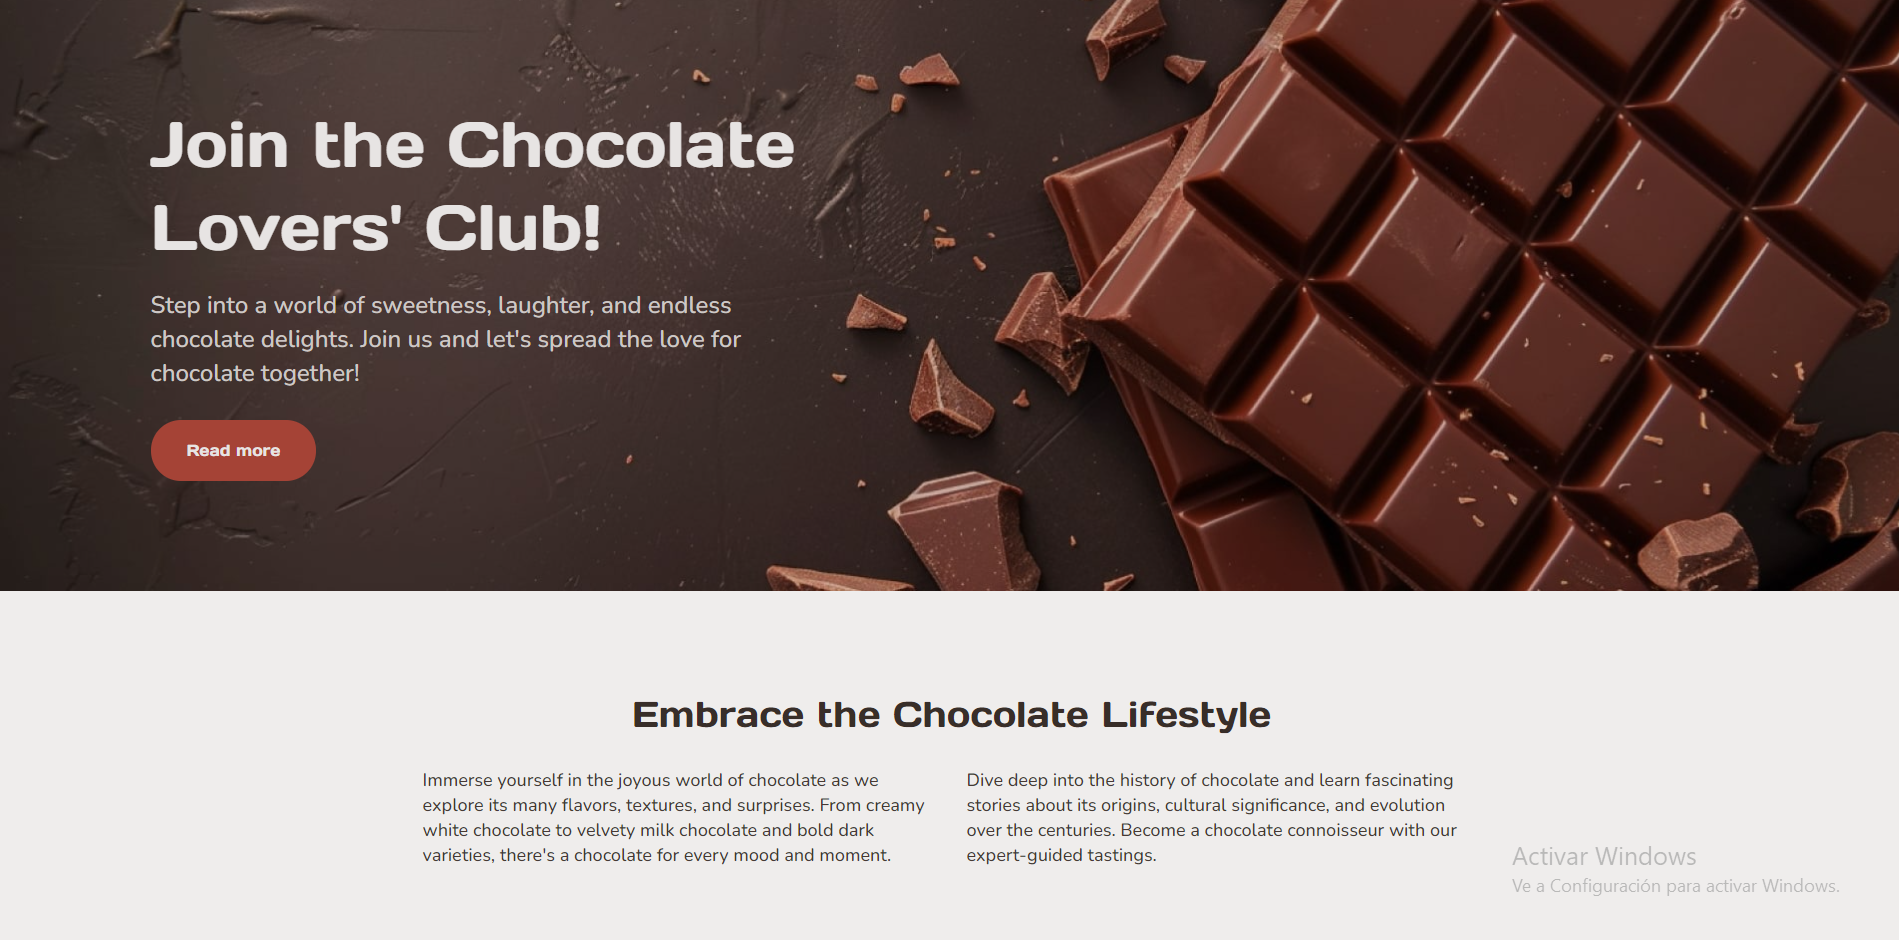 Join the Chocolate
Lovers' Club!
Step into a world of sweetness, laughter, and endless
chocolate delights. Join us and let's spread the love for
chocolate together!
Read more
Embrace the Chocolate Lifestyle
Immerse yourself in the joyous world of chocolate as we
explore its many flavors, textures, and surprises. From creamy
white chocolate to velvety milk chocolate and bold dark
varieties, there's a chocolate for every mood and moment.
Dive deep into the history of chocolate and learn fascinating
stories about its origins, cultural significance, and evolution
over the centuries. Become a chocolate connoisseur with our
expert-guided tastings.
Activar Windows
Ve a Configuración para activar Windows.